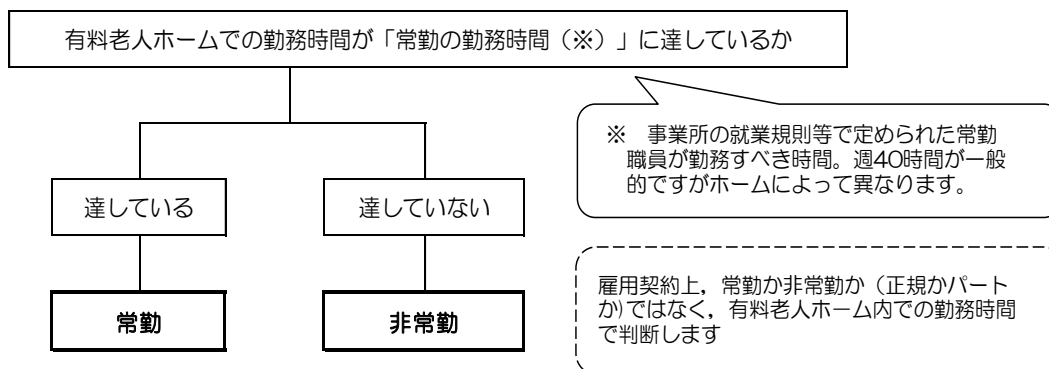 有料老人ホームでの勤務時間が「常勤の勤務時間（※）」に達しているか
※　事業所の就業規則等で定められた常勤
職員が勤務すべき時間。週40時間が一般
的ですがホームによって異なります。
達している
達していない
雇用契約上，常勤か非常勤か（正規かパート
か）ではなく，有料老人ホーム内での勤務時間
で判断します
常勤
非常勤